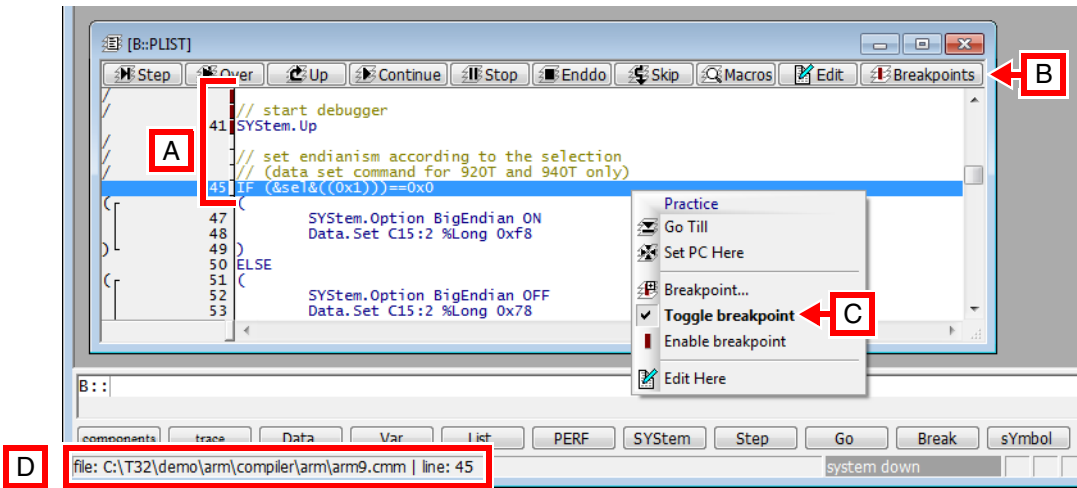 [B::PLIST]
Step Over Up Continue Stop Enddo Skip Macros Edit Breakpoints
B
/
/ // start debugger
41 SYStem.Up
A
/
/ // set endianism according to the selection
/ // (data set command for 920T and 940T only)
45 IF (&sel&((0x1)))==0x0
( (
47 SYStem.Option BigEndian ON
48 Data.Set C15:2 %Long 0xf8
) 49 )
50 ELSE
( 51 (
52 SYStem.Option BigEndian OFF
53 Data.Set C15:2 %Long 0x78
Practice
Go Till
Set PC Here
Breakpoint...
Toggle breakpoint
C
Enable breakpoint
Edit Here
B::
components trace Data Var List PERF SYStem Step Go Break sYmbol
D
file: C:\T32\demo\arm\compiler\arm\arm9.cmm | line: 45
system down